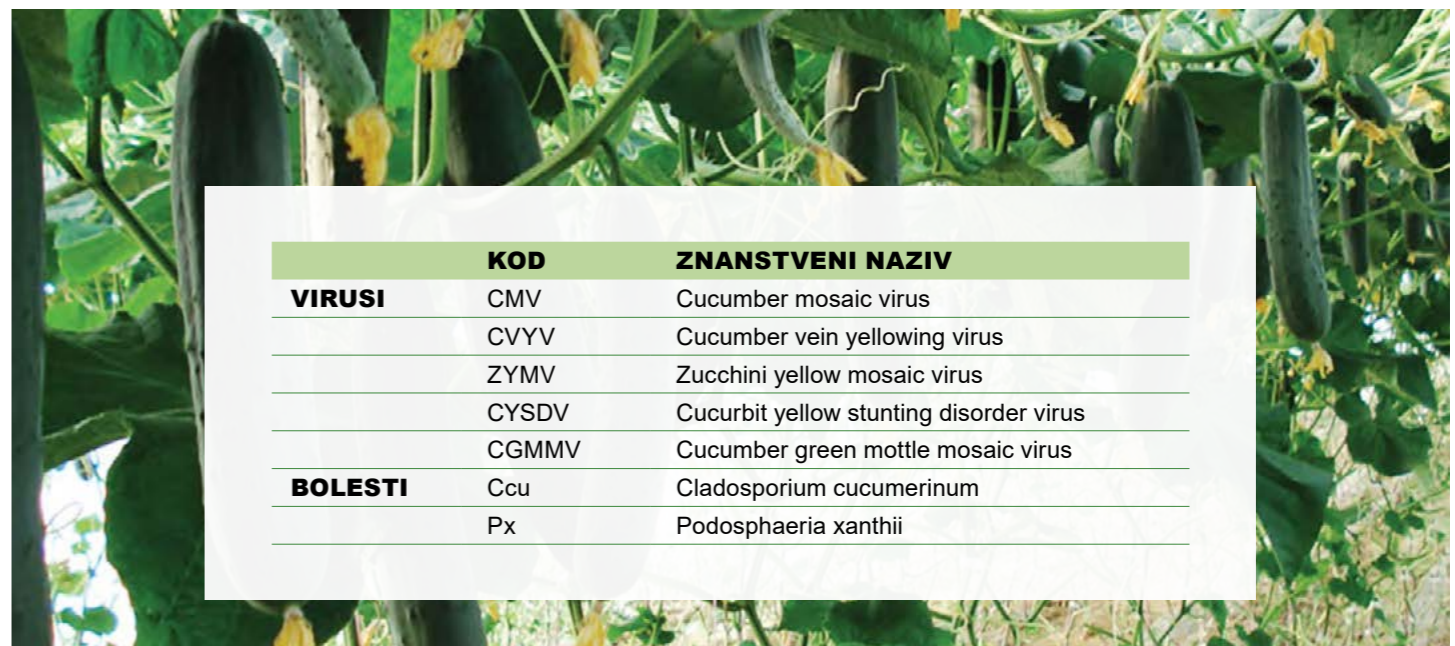 KOD ZNANSTVENI NAZIV
VIRUSI CMV Cucumber mosaic virus
CVYV Cucumber vein yellowing virus
ZYMV Zucchini yellow mosaic virus
CYSDV Cucurbit yellow stunting disorder virus
CGMMV Cucumber green mottle mosaic virus
BOLESTI Ccu Cladosporium cucumerinum
Px Podosphaeria xanthii